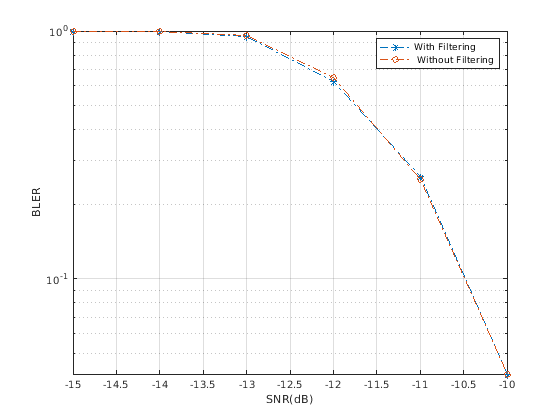 10^0
With Filtering
Without Filtering
BLER
10^-1
-15 -14.5 -14 -13.5 -13 -12.5 -12 -11.5 -11 -10.5 -10
SNR(dB)